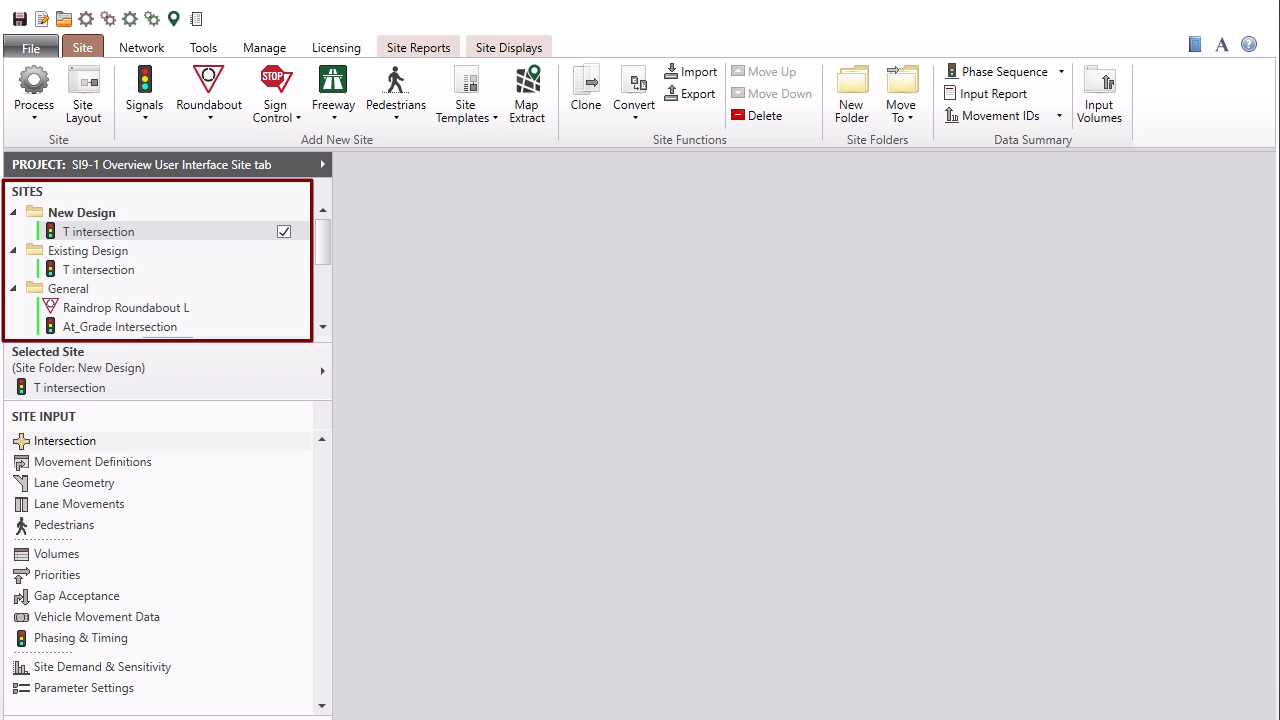 File Site Network Tools Manage Licensing Site Reports Site Displays A ?
Process Site Layout Signals Roundabout STOP Sign Control Freeway Pedestrians Site Templates Map Extract Clone Convert Import Export Move Up Move Down Delete New Folder Move To Phase Sequence Input Report Movement IDs Input Volumes
Site Add New Site Site Functions Site Folders Data Summary
PROJECT: SI9-1 Overview User Interface Site tab
SITES
New Design
T intersection
Existing Design
T intersection
General
Raindrop Roundabout L
At_Grade Intersection
Selected Site
(Site Folder: New Design)
T intersection
SITE INPUT
Intersection
Movement Definitions
Lane Geometry
Lane Movements
Pedestrians
Volumes
Priorities
Gap Acceptance
Vehicle Movement Data
Phasing & Timing
Site Demand & Sensitivity
Parameter Settings